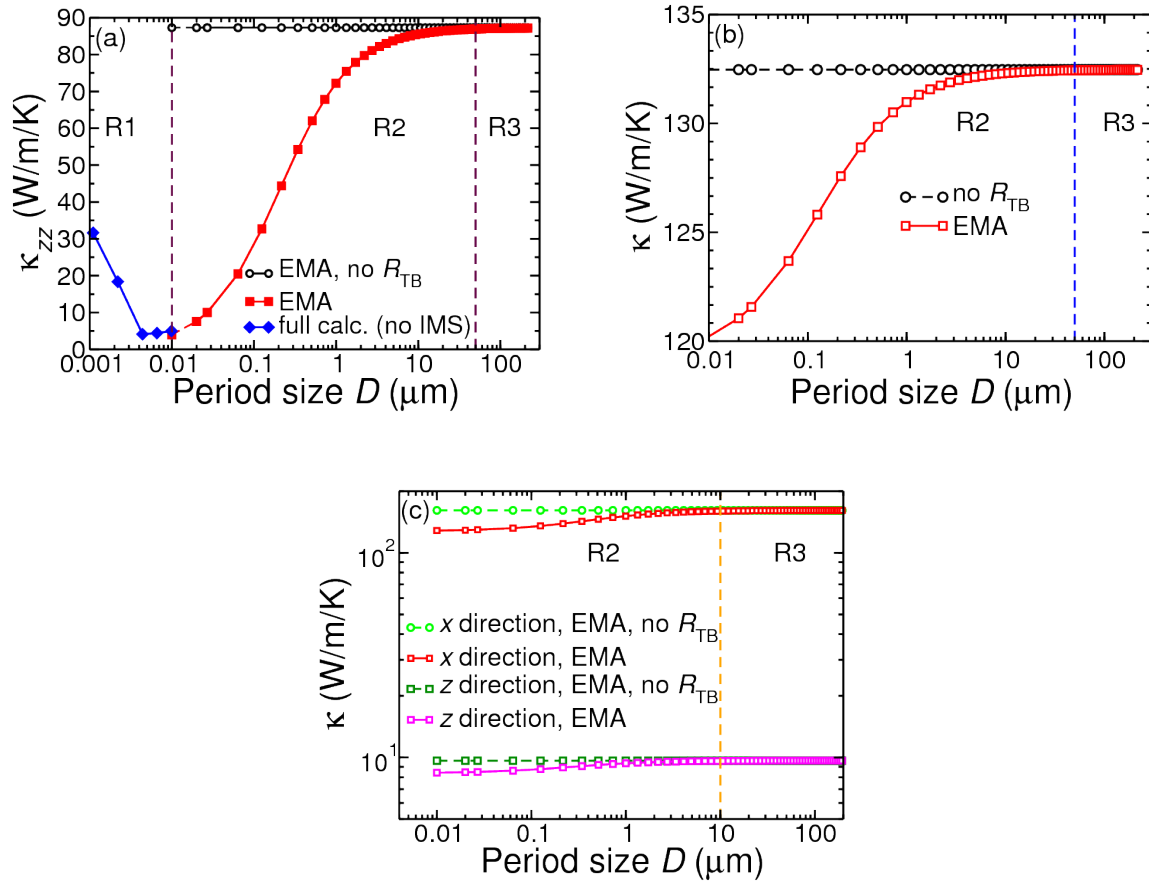 (a)
90
80
70
60
50
40
30
20
10
0
κzz (W/m/K)
R1
R2
R3
EMA, no RTB
EMA
full calc. (no IMS)
0.001
0.01
0.1
1
10
100
Period size D (μm)
(b)
135
130
125
120
κ (W/m/K)
R2
R3
no RTB
EMA
0.01
0.1
1
10
100
Period size D (μm)
(c)
10²
10¹
κ (W/m/K)
R2
R3
x direction, EMA, no RTB
x direction, EMA
z direction, EMA, no RTB
z direction, EMA
0.01
0.1
1
10
100
Period size D (μm)